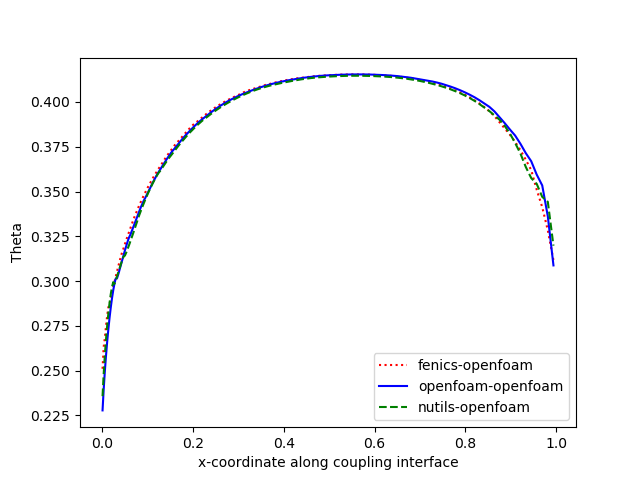 0.400
0.375
0.350
0.325
0.300
0.275
0.250
0.225
Theta
fenics-openfoam
openfoam-openfoam
nutils-openfoam
0.0 0.2 0.4 0.6 0.8 1.0
x-coordinate along coupling interface